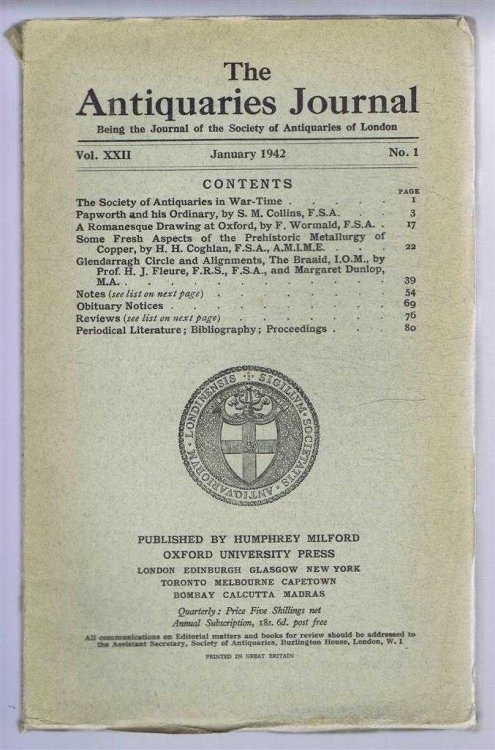 The
Antiquaries Journal
Being the Journal of the Society of Antiquaries of London
Vol. XXII January 1942 No. 1
CONTENTS
PAGE
The Society of Antiquaries in War-Time . . . . 1
Papworth and his Ordinary, by S. M. Collins, F.S.A. . 3
A Romanesque Drawing at Oxford, by F. Wormald, F.S.A. . 17
Some Fresh Aspects of the Prehistoric Metallurgy of
Copper, by H. H. Coghlan, F.S.A., A.M.I.M.E. . . . 22
Glendarragh Circle and Alignments, The Braaid, I.O.M., by
Prof. H. J. Fleure, F.R.S., F.S.A., and Margaret Dunlop,
M.A. . . . . . . . . . . 39
Notes (see list on next page) . . . . . . . 54
Obituary Notices . . . . . . . . 69
Reviews (see list on next page) . . . . . . 76
Periodical Literature; Bibliography; Proceedings . . . 80
SIGILLVM · SOCIETATIS · ANTIQVARIORVM · LONDINENSIS
PUBLISHED BY HUMPHREY MILFORD
OXFORD UNIVERSITY PRESS
LONDON EDINBURGH GLASGOW NEW YORK
TORONTO MELBOURNE CAPETOWN
BOMBAY CALCUTTA MADRAS
Quarterly: Price Five Shillings net
Annual Subscription, 18s. 6d. post free
All communications on Editorial matters and books for review should be addressed to
the Assistant Secretary, Society of Antiquaries, Burlington House, London, W. 1
PRINTED IN GREAT BRITAIN